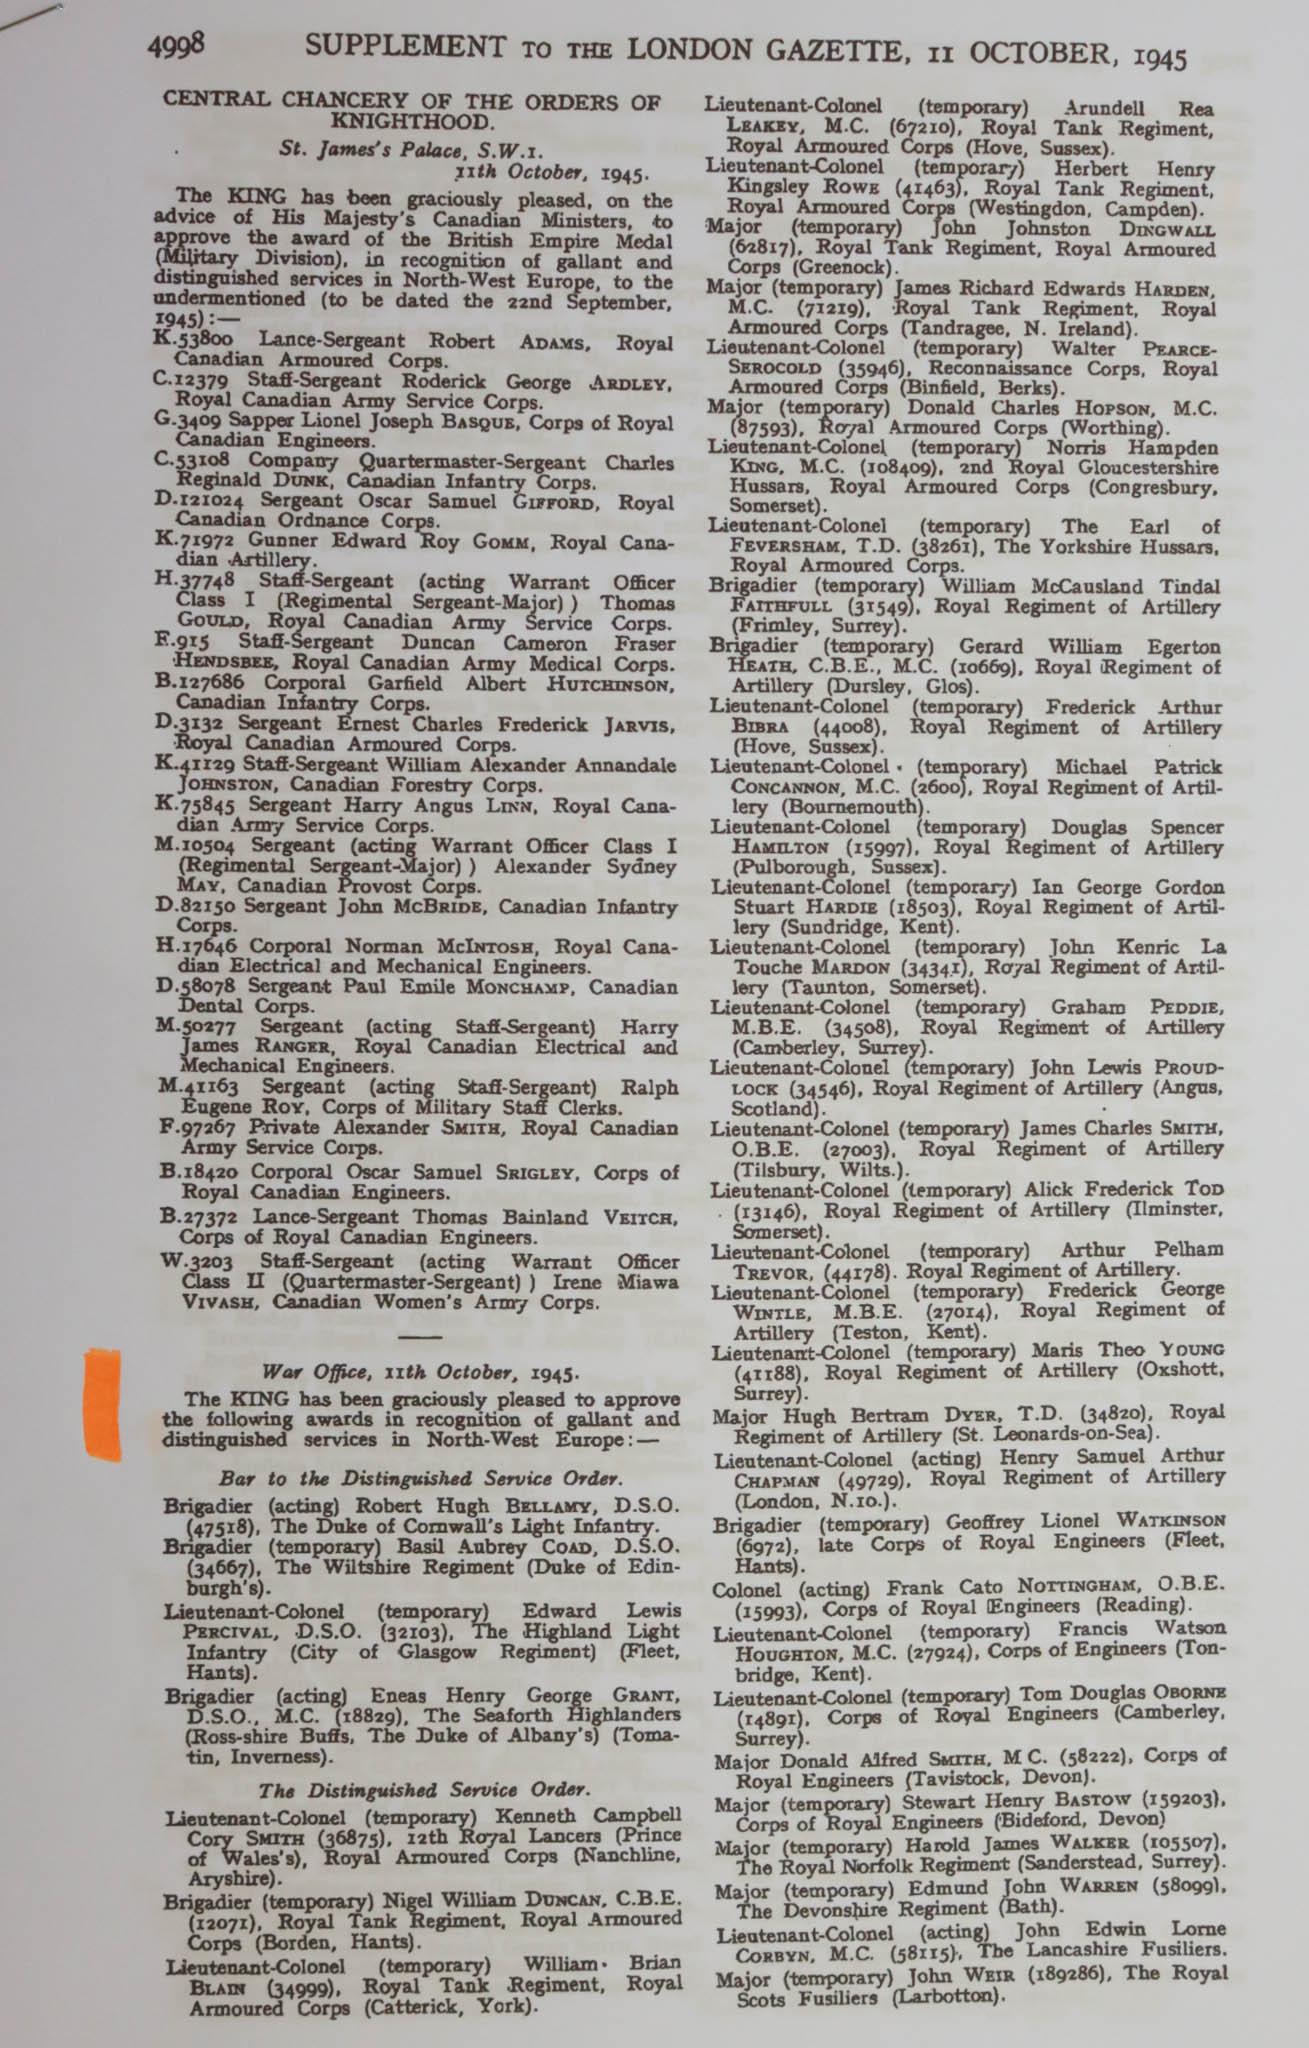 4998 SUPPLEMENT TO THE LONDON GAZETTE, 11 OCTOBER, 1945
CENTRAL CHANCERY OF THE ORDERS OF
KNIGHTHOOD.
St. James's Palace, S.W.1.
11th October, 1945.
The KING has been graciously pleased, on the
advice of His Majesty's Canadian Ministers, to
approve the award of the British Empire Medal
(Military Division), in recognition of gallant and
distinguished services in North-West Europe, to the
undermentioned (to be dated the 22nd September,
1945):—
K.53800 Lance-Sergeant Robert ADAMS, Royal
Canadian Armoured Corps.
C.12379 Staff-Sergeant Roderick George ARDLEY,
Royal Canadian Army Service Corps.
G.3409 Sapper Lionel Joseph BASQUE, Corps of Royal
Canadian Engineers.
C.53108 Company Quartermaster-Sergeant Charles
Reginald DUNK, Canadian Infantry Corps.
D.121024 Sergeant Oscar Samuel GIFFORD, Royal
Canadian Ordnance Corps.
K.71972 Gunner Edward Roy GOMM, Royal Cana-
dian Artillery.
H.37748 Staff-Sergeant (acting Warrant Officer
Class I (Regimental Sergeant-Major)) Thomas
GOULD, Royal Canadian Army Service Corps.
F.915 Staff-Sergeant Duncan Cameron Fraser
HENDSBEE, Royal Canadian Army Medical Corps.
B.127686 Corporal Garfield Albert HUTCHINSON,
Canadian Infantry Corps.
D.3132 Sergeant Ernest Charles Frederick JARVIS,
Royal Canadian Armoured Corps.
K.41129 Staff-Sergeant William Alexander Annandale
JOHNSTON, Canadian Forestry Corps.
K.75845 Sergeant Harry Angus LINN, Royal Cana-
dian Army Service Corps.
M.10504 Sergeant (acting Warrant Officer Class I
(Regimental Sergeant-Major)) Alexander Sydney
MAY, Canadian Provost Corps.
D.82150 Sergeant John MCBRIDE, Canadian Infantry
Corps.
H.17646 Corporal Norman MCINTOSH, Royal Cana-
dian Electrical and Mechanical Engineers.
D.58078 Sergeant Paul Emile MONCHAMP, Canadian
Dental Corps.
M.50277 Sergeant (acting Staff-Sergeant) Harry
James RANGER, Royal Canadian Electrical and
Mechanical Engineers.
M.41163 Sergeant (acting Staff-Sergeant) Ralph
Eugene ROY, Corps of Military Staff Clerks.
F.97267 Private Alexander SMITH, Royal Canadian
Army Service Corps.
B.18420 Corporal Oscar Samuel SRIGLEY, Corps of
Royal Canadian Engineers.
B.27372 Lance-Sergeant Thomas Bainland VEITCH,
Corps of Royal Canadian Engineers.
W.3203 Staff-Sergeant (acting Warrant Officer
Class II (Quartermaster-Sergeant)) Irene Miawa
VIVASH, Canadian Women's Army Corps.
War Office, 11th October, 1945.
The KING has been graciously pleased to approve
the following awards in recognition of gallant and
distinguished services in North-West Europe:—
Bar to the Distinguished Service Order.
Brigadier (acting) Robert Hugh BELLAMY, D.S.O.
(47518), The Duke of Cornwall's Light Infantry.
Brigadier (temporary) Basil Aubrey COAD, D.S.O.
(34667), The Wiltshire Regiment (Duke of Edin-
burgh's).
Lieutenant-Colonel (temporary) Edward Lewis
PERCIVAL, D.S.O. (32103), The Highland Light
Infantry (City of Glasgow Regiment) (Fleet,
Hants).
Brigadier (acting) Eneas Henry George GRANT,
D.S.O., M.C. (18829), The Seaforth Highlanders
(Ross-shire Buffs, The Duke of Albany's) (Toma-
tin, Inverness).
The Distinguished Service Order.
Lieutenant-Colonel (temporary) Kenneth Campbell
Cory SMITH (36875), 12th Royal Lancers (Prince
of Wales's), Royal Armoured Corps (Nanchline,
Aryshire).
Brigadier (temporary) Nigel William DUNCAN, C.B.E.
(12071), Royal Tank Regiment, Royal Armoured
Corps (Borden, Hants).
Lieutenant-Colonel (temporary) William Brian
BLAIN (34999), Royal Tank Regiment, Royal
Armoured Corps (Catterick, York).
Lieutenant-Colonel (temporary) Arundell Rea
LEAKEY, M.C. (67210), Royal Tank Regiment,
Royal Armoured Corps (Hove, Sussex).
Lieutenant-Colonel (temporary) Herbert Henry
Kingsley ROWE (41463), Royal Tank Regiment,
Royal Armoured Corps (Westingdon, Campden).
Major (temporary) John Johnston DINGWALL
(62817), Royal Tank Regiment, Royal Armoured
Corps (Greenock).
Major (temporary) James Richard Edwards HARDEN,
M.C. (71219), Royal Tank Regiment, Royal
Armoured Corps (Tandragee, N. Ireland).
Lieutenant-Colonel (temporary) Walter PEARCE-
SEROCOLD (35946), Reconnaissance Corps, Royal
Armoured Corps (Binfield, Berks).
Major (temporary) Donald Charles HOPSON, M.C.
(87593), Royal Armoured Corps (Worthing).
Lieutenant-Colonel (temporary) Norris Hampden
KING, M.C. (108409), 2nd Royal Gloucestershire
Hussars, Royal Armoured Corps (Congresbury,
Somerset).
Lieutenant-Colonel (temporary) The Earl of
FEVERSHAM, T.D. (38261), The Yorkshire Hussars,
Royal Armoured Corps.
Brigadier (temporary) William McCausland Tindal
FAITHFULL (31549), Royal Regiment of Artillery
(Frimley, Surrey).
Brigadier (temporary) Gerard William Egerton
HEATH, C.B.E., M.C. (10669), Royal Regiment of
Artillery (Dursley, Glos).
Lieutenant-Colonel (temporary) Frederick Arthur
BIBRA (44008), Royal Regiment of Artillery
(Hove, Sussex).
Lieutenant-Colonel (temporary) Michael Patrick
CONCANNON, M.C. (2600), Royal Regiment of Artil-
lery (Bournemouth).
Lieutenant-Colonel (temporary) Douglas Spencer
HAMILTON (15997), Royal Regiment of Artillery
(Pulborough, Sussex).
Lieutenant-Colonel (temporary) Ian George Gordon
Stuart HARDIE (18503), Royal Regiment of Artil-
lery (Sundridge, Kent).
Lieutenant-Colonel (temporary) John Kenric La
Touche MARDON (34341), Royal Regiment of Artil-
lery (Taunton, Somerset).
Lieutenant-Colonel (temporary) Graham PEDDIE,
M.B.E. (34508), Royal Regiment of Artillery
(Camberley, Surrey).
Lieutenant-Colonel (temporary) John Lewis PROUD-
LOCK (34546), Royal Regiment of Artillery (Angus,
Scotland).
Lieutenant-Colonel (temporary) James Charles SMITH,
O.B.E. (27003), Royal Regiment of Artillery
(Tilsbury, Wilts.).
Lieutenant-Colonel (temporary) Alick Frederick TOD
(13146), Royal Regiment of Artillery (Ilminster,
Somerset).
Lieutenant-Colonel (temporary) Arthur Pelham
TREVOR, (44178). Royal Regiment of Artillery.
Lieutenant-Colonel (temporary) Frederick George
WINTLE, M.B.E. (27014), Royal Regiment of
Artillery (Teston, Kent).
Lieutenant-Colonel (temporary) Maris Theo YOUNG
(41188), Royal Regiment of Artillery (Oxshott,
Surrey).
Major Hugh Bertram DYER, T.D. (34820), Royal
Regiment of Artillery (St. Leonards-on-Sea).
Lieutenant-Colonel (acting) Henry Samuel Arthur
CHAPMAN (49729), Royal Regiment of Artillery
(London, N.10.).
Brigadier (temporary) Geoffrey Lionel WATKINSON
(6972), late Corps of Royal Engineers (Fleet,
Hants).
Colonel (acting) Frank Cato NOTTINGHAM, O.B.E.
(15993), Corps of Royal Engineers (Reading).
Lieutenant-Colonel (temporary) Francis Watson
HOUGHTON, M.C. (27924), Corps of Engineers (Ton-
bridge, Kent).
Lieutenant-Colonel (temporary) Tom Douglas OBORNE
(14891), Corps of Royal Engineers (Camberley,
Surrey).
Major Donald Alfred SMITH, M C. (58222), Corps of
Royal Engineers (Tavistock, Devon).
Major (temporary) Stewart Henry BASTOW (159203),
Corps of Royal Engineers (Bideford, Devon)
Major (temporary) Harold James WALKER (105507),
The Royal Norfolk Regiment (Sanderstead, Surrey).
Major (temporary) Edmund John WARREN (58099),
The Devonshire Regiment (Bath).
Lieutenant-Colonel (acting) John Edwin Lorne
CORBYN, M.C. (58115), The Lancashire Fusiliers.
Major (temporary) John WEIR (189286), The Royal
Scots Fusiliers (Larbotton).